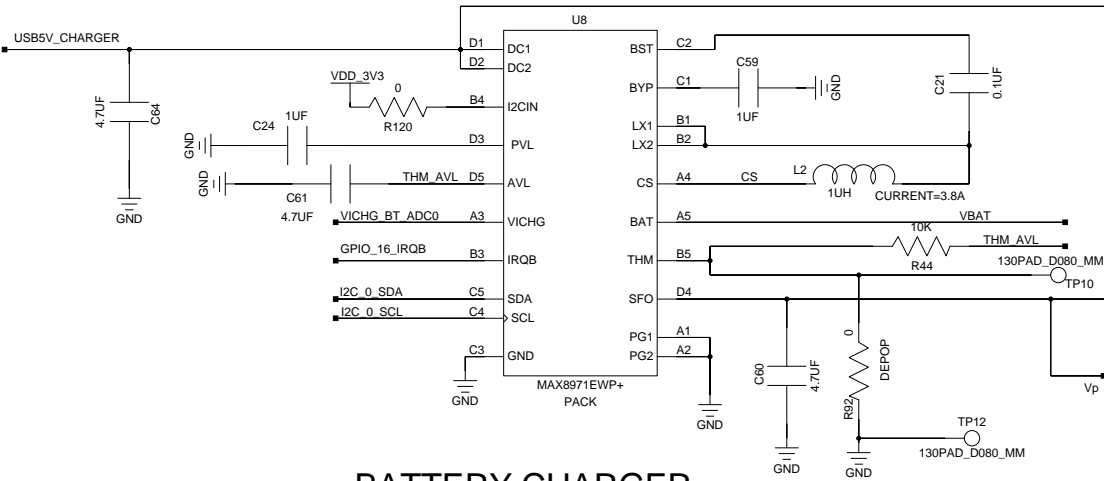 U8
USB5V_CHARGER
D1 DC1
D2 DC2
BST C2
C59
1UF
GND
C21
0.1UF
BYP C1
VDD_3V3
0
R120
B4 I2CIN
4.7UF
C64
GND
C24
1UF
GND
D3 PVL
LX1 B1
LX2 B2
GND
C61
4.7UF
THM_AVL D5 AVL
CS A4 CS
L2
1UH
CURRENT=3.8A
VICHG_BT_ADC0 A3 VICHG
BAT A5 VBAT
10K
R44
THM_AVL
GPIO_16_IRQB B3 IRQB
THM B5
130PAD_D080_MM
TP10
I2C_0_SDA C5 SDA
I2C_0_SCL C4 SCL
SFO D4
PG1 A1
PG2 A2
C3 GND
GND
MAX8971EWP+
PACK
GND
C60
4.7UF
GND
0
DEPOP
R92
GND
Vp
TP12
130PAD_D080_MM
BATTERY CHARGER